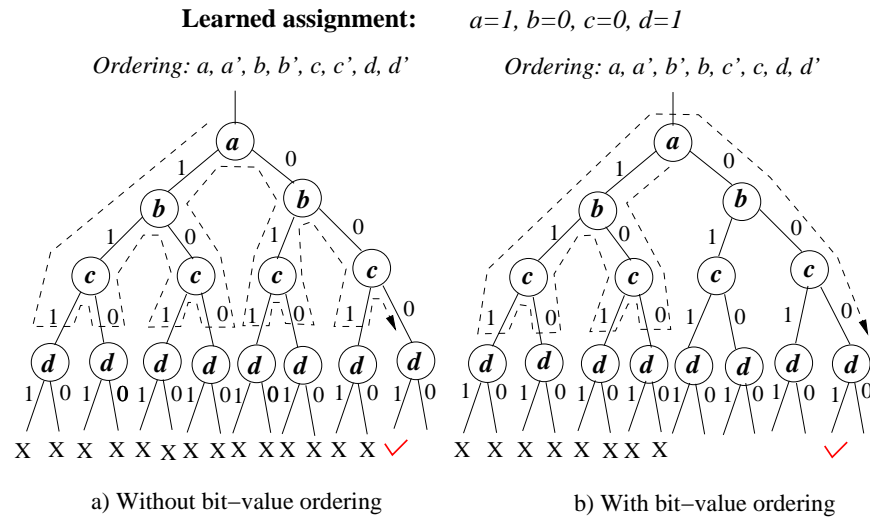 Learned assignment: a=1, b=0, c=0, d=1
Ordering: a, a’, b, b’, c, c’, d, d’
Ordering: a, a’, b’, b, c’, c, d, d’
a
a
1 0
1 0
b b
b b
1 0 1 0
1 0 1 0
c c c c
c c c c
1 0 1 0 1 0 1 0
1 0 1 0 1 0 1 0
d d d d d d d d
d d d d d d d d
1 0 1 0 1 0 1 0 1 0 1 0 1 0 1 0
1 0 1 0 1 0 1 0 1 0 1 0 1 0 1 0
X X X X X X X X X X X X X X
X X X X X X X X
a) Without bit−value ordering
b) With bit−value ordering